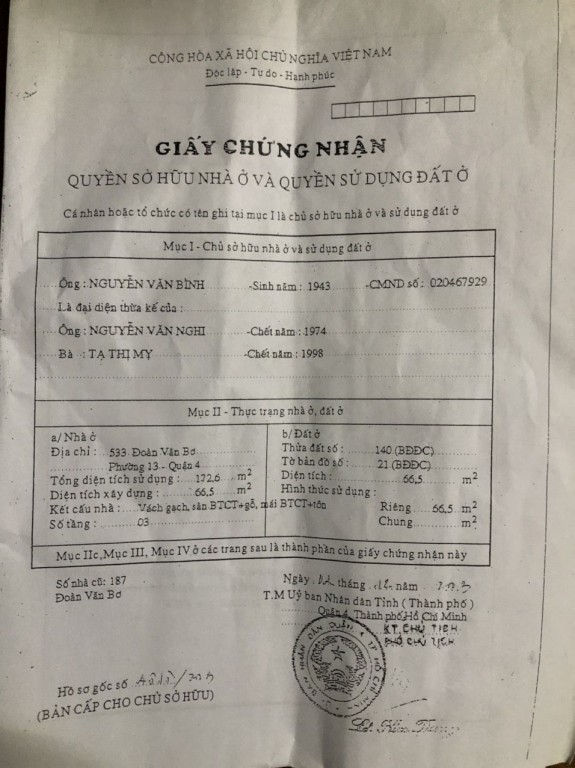 CỘNG HÒA XÃ HỘI CHỦ NGHĨA VIỆT NAM
Độc lập - Tự do - Hạnh phúc
GIẤY CHỨNG NHẬN
QUYỀN SỞ HỮU NHÀ Ở VÀ QUYỀN SỬ DỤNG ĐẤT Ở
Cá nhân hoặc tổ chức có tên ghi tại mục I là chủ sở hữu nhà ở và sử dụng đất ở
Mục I - Chủ sở hữu nhà ở và sử dụng đất ở
Ông : NGUYỄN VĂN BÌNH -Sinh năm : 1943 -CMND số : 020467929
Là đại diện thừa kế của :
Ông : NGUYỄN VĂN NGHI -Chết năm : 1974
Bà : TẠ THỊ MY -Chết năm : 1998
Mục II - Thực trạng nhà ở, đất ở
a/ Nhà ở
Địa chỉ : 533 Đoàn Văn Bơ
Phường 13 - Quận 4
Tổng diện tích sử dụng : 172,6 m2
Diện tích xây dựng : 66,5 m2
Kết cấu nhà : Vách gạch, sàn BTCT+gỗ, mái BTCT+tôn
Số tầng : 03
b/ Đất ở
Thửa đất số : 140 (BĐĐC)
Tờ bản đồ số : 21 (BĐĐC)
Diện tích : 66,5 m2
Hình thức sử dụng :
Riêng 66,5 m2
Chung m2
Mục IIc, Mục III, Mục IV ở các trang sau là thành phần của giấy chứng nhận này
Số nhà cũ: 187
Đoàn Văn Bơ
Ngày tháng năm
T.M Uỷ ban Nhân dân Tỉnh ( Thành phố )
Quận 4, Thành phố Hồ Chí Minh
KT. CHỦ TỊCH
PHÓ CHỦ TỊCH
Hồ sơ gốc số
(BẢN CẤP CHO CHỦ SỞ HỮU)